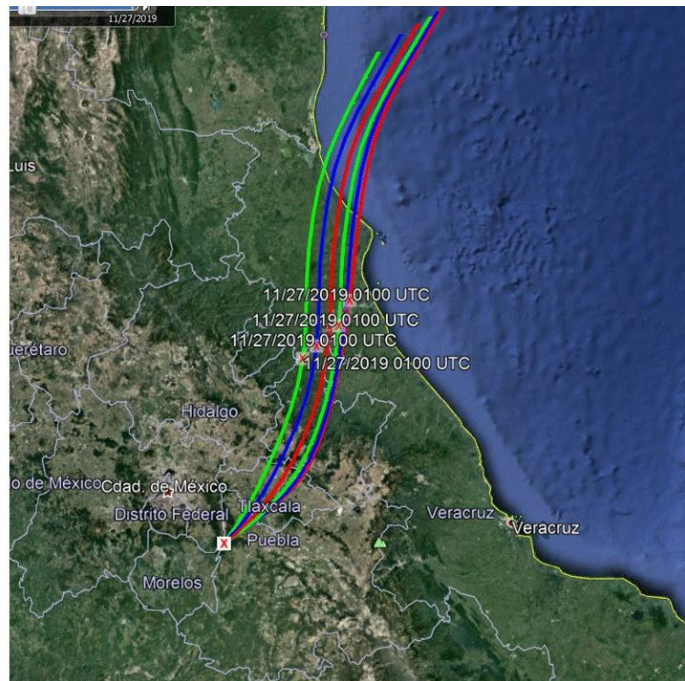 11/27/2019
Luis
11/27/2019 0100 UTC
11/27/2019 0100 UTC
11/27/2019 0100 UTC
11/27/2019 0100 UTC
uerétaro
Hidalgo
o de México
Cdad. de México
Tlaxcala
Distrito Federal
Puebla
Veracruz
Veracruz
Morelos
X